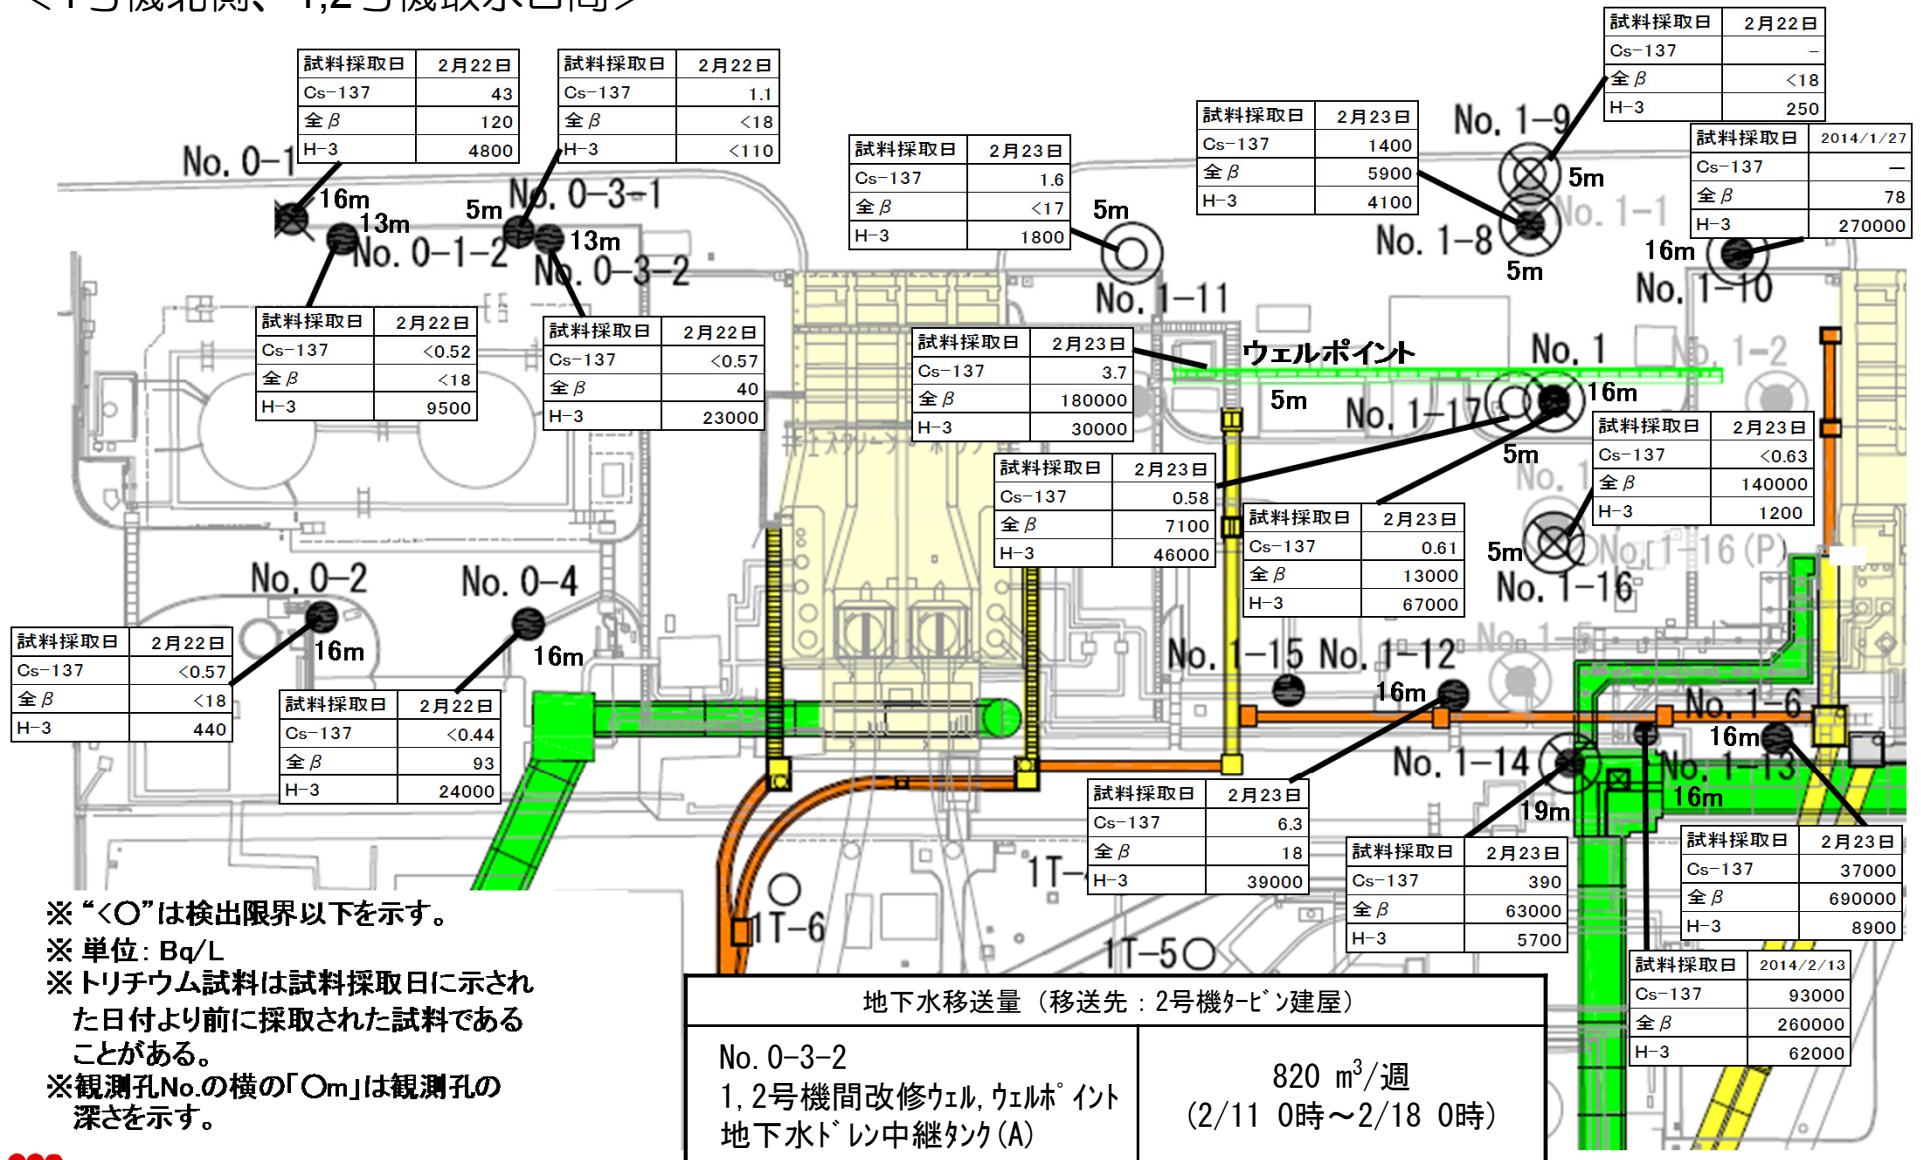 ＜1号機北側、1,2号機取水口間＞
試料採取日 2月22日
Cs-137 43
全β 120
H-3 4800
試料採取日 2月22日
Cs-137 1.1
全β <18
H-3 <110
試料採取日 2月22日
Cs-137 -
全β <18
H-3 250
試料採取日 2月23日
Cs-137 1.6
全β <17
H-3 1800
試料採取日 2月23日
Cs-137 1400
全β 5900
H-3 4100
試料採取日 2014/1/27
Cs-137 —
全β 78
H-3 270000
No. 0-1
16m
No. 0-1-2
13m
No. 0-3-1
5m
No. 0-3-2
13m
No. 1-11
5m
No. 1-9
5m
No. 1-1
No. 1-8
5m
No. 1-10
16m
試料採取日 2月22日
Cs-137 <0.52
全β <18
H-3 9500
試料採取日 2月22日
Cs-137 <0.57
全β 40
H-3 23000
試料採取日 2月23日
Cs-137 3.7
全β 180000
H-3 30000
ウェルポイント
5m
No. 1
16m
No. 1-2
No. 1-17
5m
試料採取日 2月23日
Cs-137 0.58
全β 7100
H-3 46000
試料採取日 2月23日
Cs-137 0.61
全β 13000
H-3 67000
試料採取日 2月23日
Cs-137 <0.63
全β 140000
H-3 1200
No. 1-16(P)
5m
No. 1-16
No. 0-2
16m
No. 0-4
16m
No. 1-15
No. 1-12
16m
No. 1-5
No. 1-6
16m
No. 1-14
19m
No. 1-13
16m
試料採取日 2月22日
Cs-137 <0.57
全β <18
H-3 440
試料採取日 2月22日
Cs-137 <0.44
全β 93
H-3 24000
試料採取日 2月23日
Cs-137 6.3
全β 18
H-3 39000
試料採取日 2月23日
Cs-137 390
全β 63000
H-3 5700
試料採取日 2月23日
Cs-137 37000
全β 690000
H-3 8900
試料採取日 2014/2/13
Cs-137 93000
全β 260000
H-3 62000
1T-6
1T-5
※ “<○”は検出限界以下を示す。
※ 単位: Bq/L
※ トリチウム試料は試料採取日に示され
た日付より前に採取された試料である
ことがある。
※観測孔No.の横の「○m」は観測孔の
深さを示す。
地下水移送量（移送先：2号機ﾀｰﾋﾞﾝ建屋）
No. 0-3-2
1, 2号機間改修ｳｪﾙ, ｳｪﾙﾎﾟｲﾝﾄ
地下水ﾄﾞﾚﾝ中継ﾀﾝｸ(A)
820 m³/週
(2/11 0時～2/18 0時)